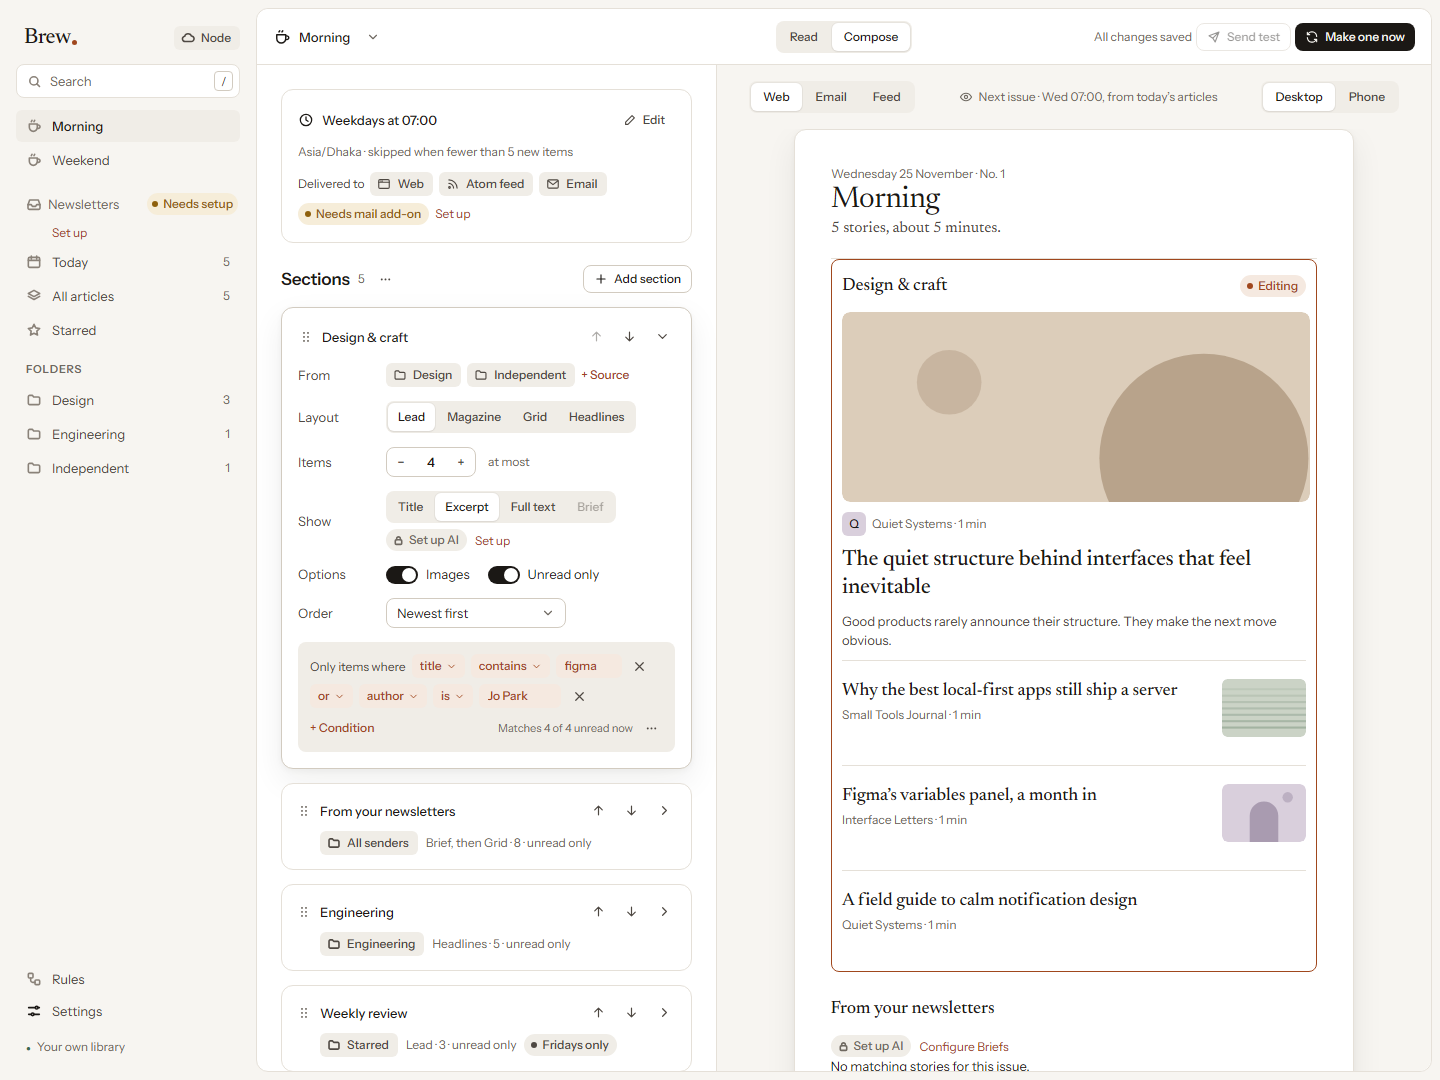 Brew.
Node
Search
/
Morning
Weekend
Newsletters
Needs setup
Set up
Today 5
All articles 5
Starred
FOLDERS
Design 3
Engineering 1
Independent 1
Rules
Settings
Your own library
Morning
Read
Compose
All changes saved
Send test
Make one now
Weekdays at 07:00
Edit
Asia/Dhaka · skipped when fewer than 5 new items
Delivered to Web Atom feed Email
Needs mail add-on Set up
Sections 5 ···
+ Add section
Design & craft
From Design Independent + Source
Layout Lead Magazine Grid Headlines
Items − 4 + at most
Show Title Excerpt Full text Brief
Set up AI Set up
Options Images Unread only
Order Newest first
Only items where title contains figma
or author is Jo Park
+ Condition Matches 4 of 4 unread now ···
From your newsletters
All senders Brief, then Grid · 8 · unread only
Engineering
Engineering Headlines · 5 · unread only
Weekly review
Starred Lead · 3 · unread only Fridays only
Web Email Feed
Next issue · Wed 07:00, from today's articles
Desktop Phone
Wednesday 25 November · No. 1
Morning
5 stories, about 5 minutes.
Design & craft
Editing
Q Quiet Systems · 1 min
The quiet structure behind interfaces that feel
inevitable
Good products rarely announce their structure. They make the next move
obvious.
Why the best local-first apps still ship a server
Small Tools Journal · 1 min
Figma's variables panel, a month in
Interface Letters · 1 min
A field guide to calm notification design
Quiet Systems · 1 min
From your newsletters
Set up AI Configure Briefs
No matching stories for this issue.